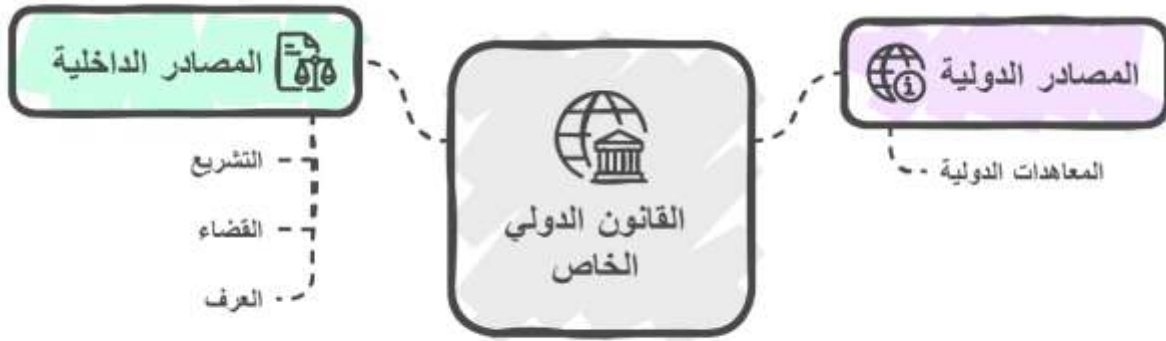 المصادر الدولية
المعاهدات الدولية
القانون الدولي
الخاص
المصادر الداخلية
التشريع
القضاء
العرف